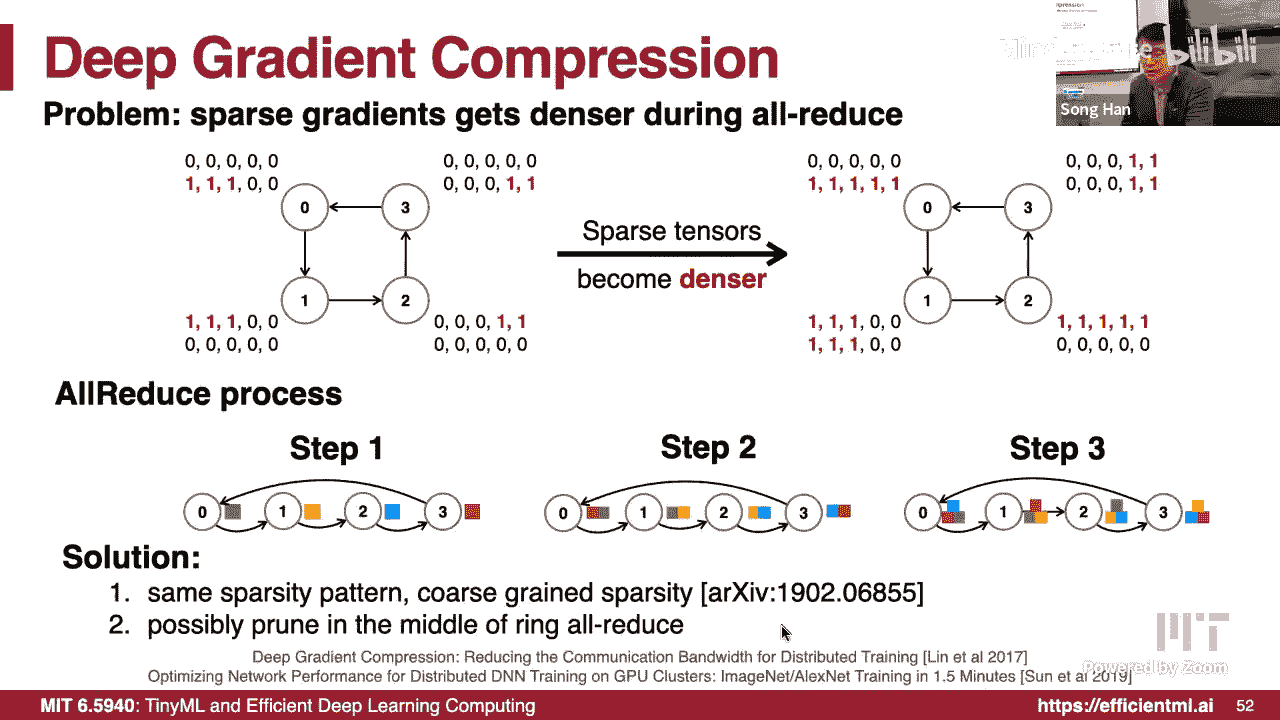 Deep Gradient Compression
Problem: sparse gradients gets denser during all-reduce
bilibili
Song Han
0, 0, 0, 0, 0
1, 1, 1, 0, 0
0, 0, 0, 0, 0
0, 0, 0, 1, 1
0
3
1
2
1, 1, 1, 0, 0
0, 0, 0, 0, 0
0, 0, 0, 1, 1
0, 0, 0, 0, 0
Sparse tensors
become denser
0, 0, 0, 0, 0
1, 1, 1, 1, 1
0, 0, 0, 1, 1
0, 0, 0, 1, 1
0
3
1
2
1, 1, 1, 0, 0
1, 1, 1, 0, 0
1, 1, 1, 1, 1
0, 0, 0, 0, 0
AllReduce process
Step 1
Step 2
Step 3
0 1 2 3
0 1 2 3
0 1 2 3
Solution:
1. same sparsity pattern, coarse grained sparsity [arXiv:1902.06855]
2. possibly prune in the middle of ring all-reduce
Deep Gradient Compression: Reducing the Communication Bandwidth for Distributed Training [Lin et al 2017]
Optimizing Network Performance for Distributed DNN Training on GPU Clusters: ImageNet/AlexNet Training in 1.5 Minutes [Sun et al 2019]
MIT
Powered by Zoom
MIT 6.5940: TinyML and Efficient Deep Learning Computing
https://efficientml.ai
52